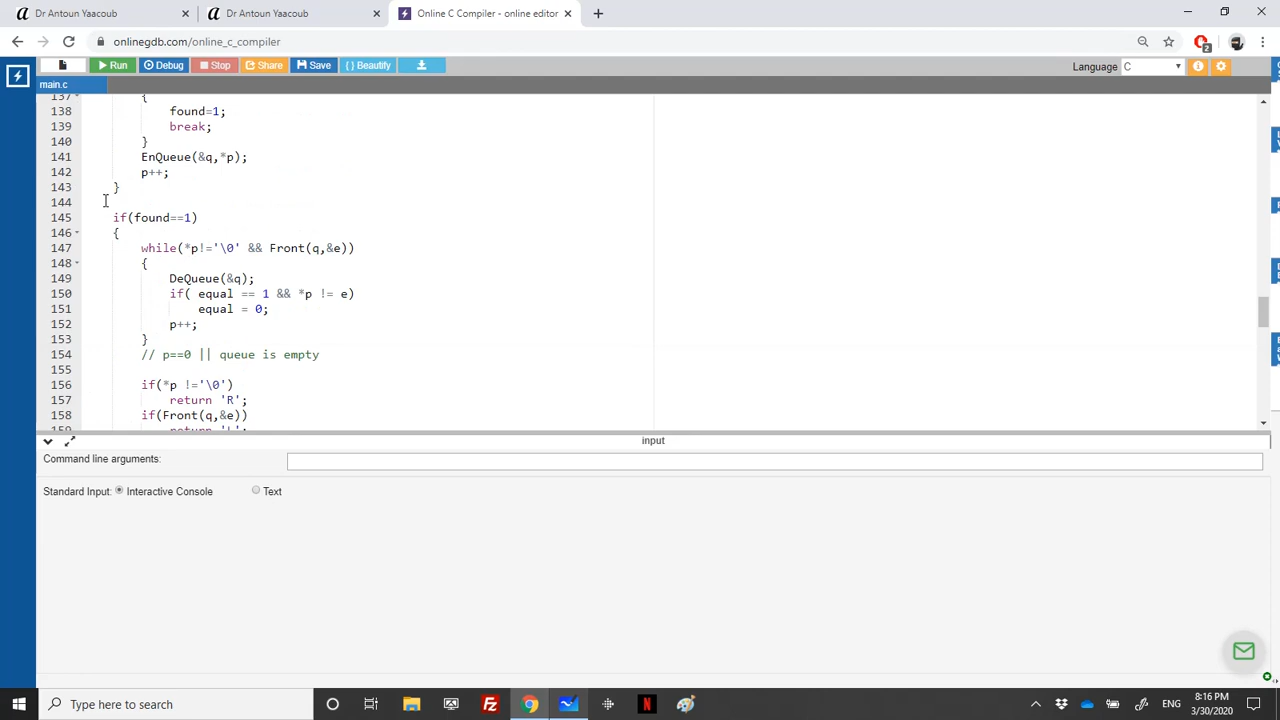 Dr Antoun Yaacoub
Dr Antoun Yaacoub
Online C Compiler - online editor
onlinegdb.com/online_c_compiler
2
Run
Debug
Stop
Share
Save
{ } Beautify
Language
C
main.c
137 {
138 found=1;
139 break;
140 }
141 EnQueue(&q,*p);
142 p++;
143 }
144
145 if(found==1)
146 {
147 while(*p!='\0' && Front(q,&e))
148 {
149 DeQueue(&q);
150 if( equal == 1 && *p != e)
151 equal = 0;
152 p++;
153 }
154 // p==0 || queue is empty
155
156 if(*p !='\0')
157 return 'R';
158 if(Front(q,&e))
159 return 'L';
input
Command line arguments:
Standard Input:
Interactive Console
Text
Type here to search
ENG
8:16 PM
3/30/2020